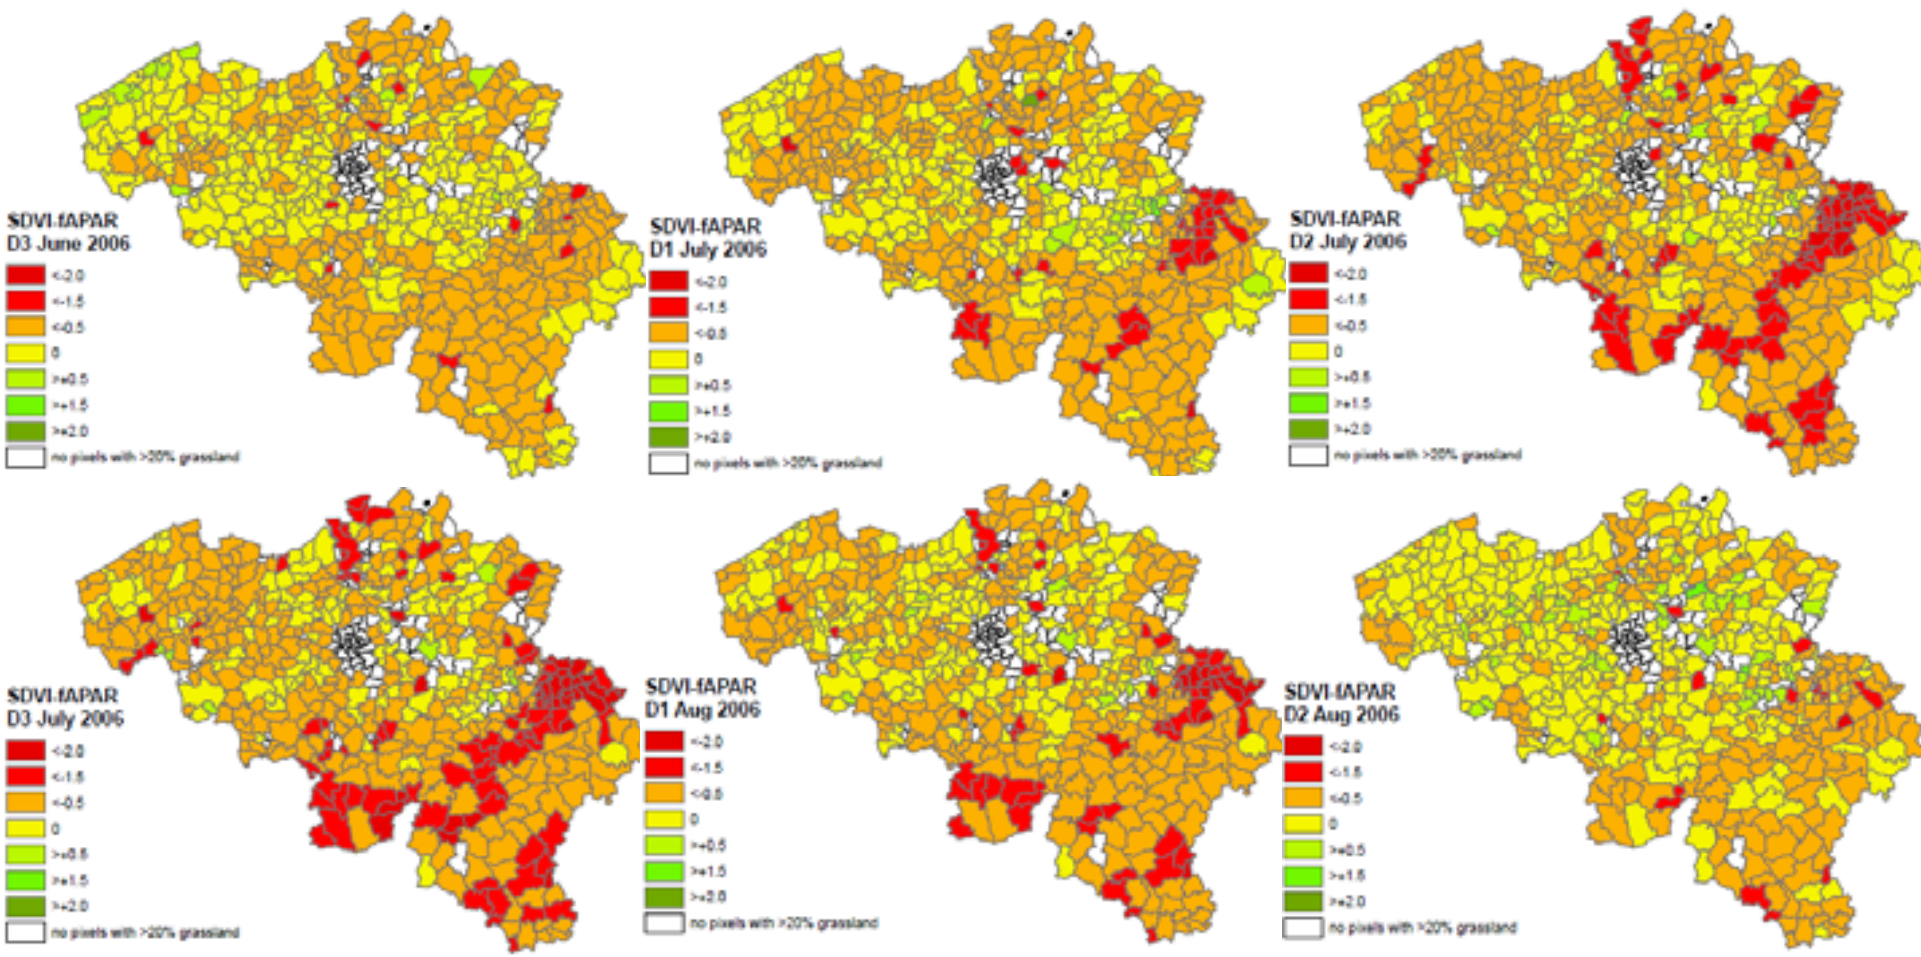 SDVI-fAPAR
D3 June 2006
<-2.0
<-1.5
<-0.5
0
>+0.5
>+1.5
>+2.0
no pixels with >20% grassland
SDVI-fAPAR
D1 July 2006
<-2.0
<-1.5
<-0.5
0
>+0.5
>+1.5
>+2.0
no pixels with >20% grassland
SDVI-fAPAR
D2 July 2006
<-2.0
<-1.5
<-0.5
0
>+0.5
>+1.5
>+2.0
no pixels with >20% grassland
SDVI-fAPAR
D3 July 2006
<-2.0
<-1.5
<-0.5
0
>+0.5
>+1.5
>+2.0
no pixels with >20% grassland
SDVI-fAPAR
D1 Aug 2006
<-2.0
<-1.5
<-0.5
0
>+0.5
>+1.5
>+2.0
no pixels with >20% grassland
SDVI-fAPAR
D2 Aug 2006
<-2.0
<-1.5
<-0.5
0
>+0.5
>+1.5
>+2.0
no pixels with >20% grassland